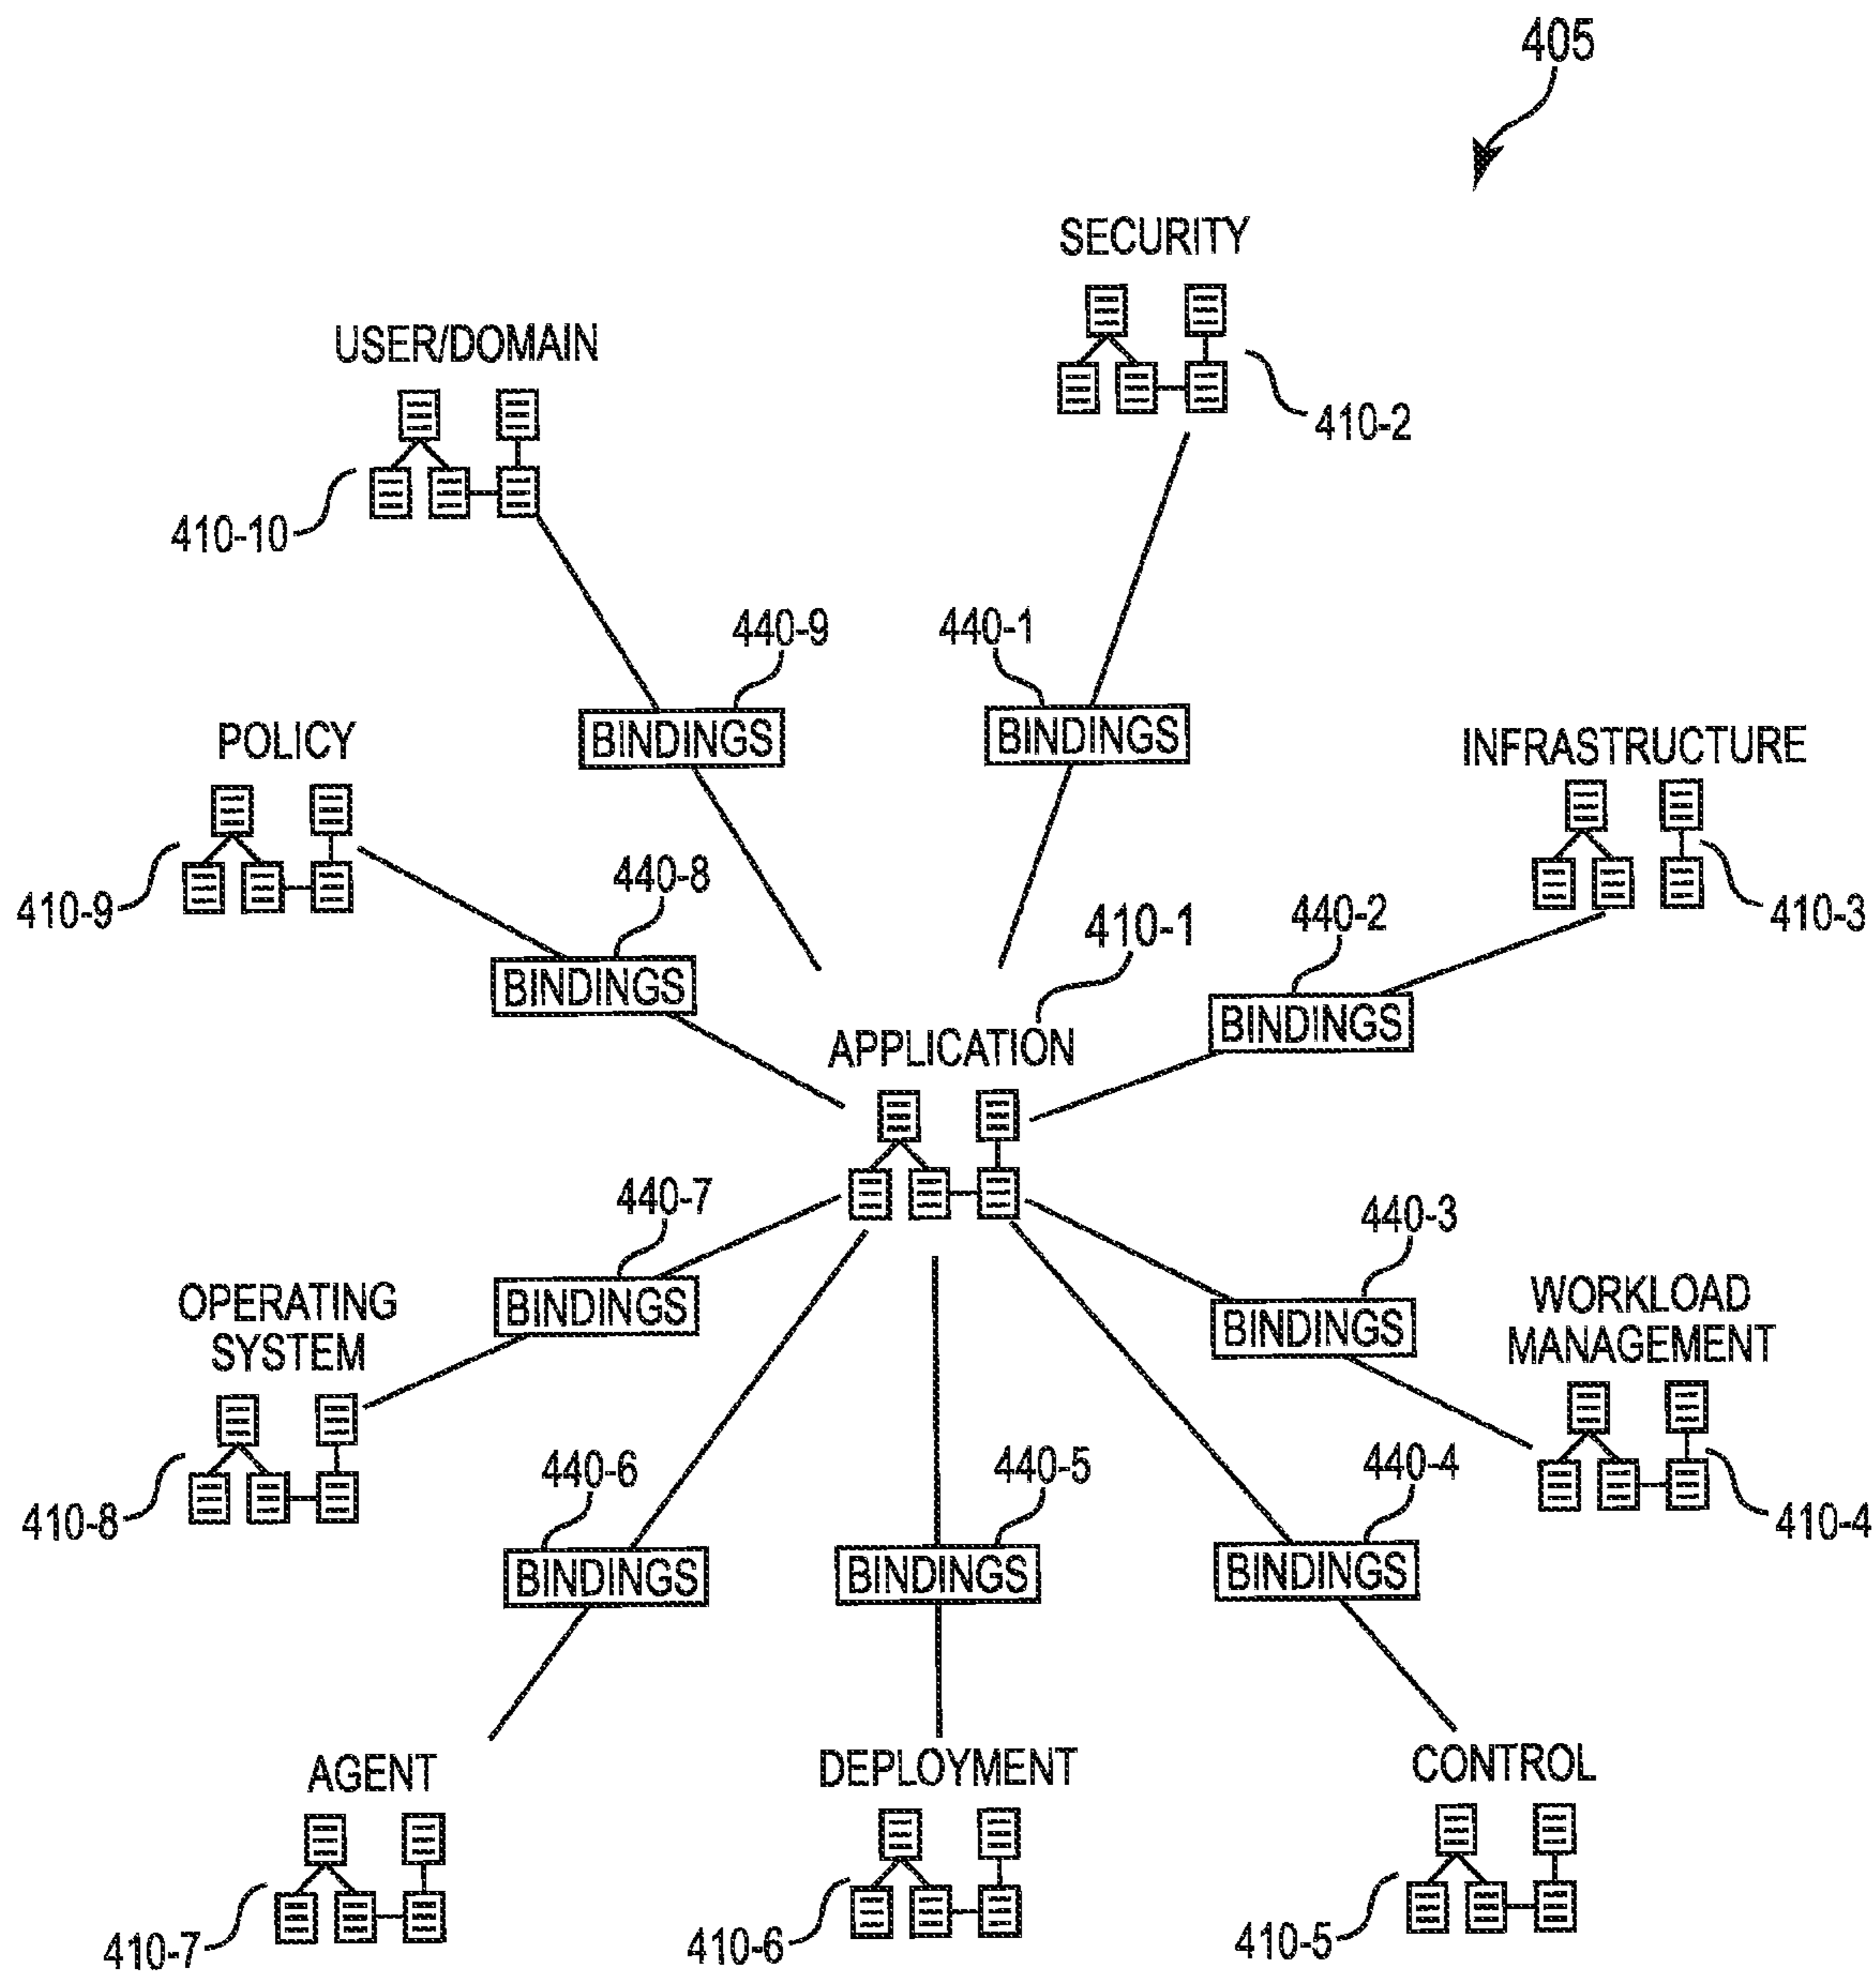 405
SECURITY
410-2
USER/DOMAIN
410-10
440-9
440-1
BINDINGS
BINDINGS
POLICY
410-9
INFRASTRUCTURE
410-3
440-8
BINDINGS
410-1
440-2
BINDINGS
APPLICATION
440-7
BINDINGS
440-3
BINDINGS
OPERATING
SYSTEM
410-8
WORKLOAD
MANAGEMENT
410-4
440-6
BINDINGS
440-5
BINDINGS
440-4
BINDINGS
AGENT
410-7
DEPLOYMENT
410-6
CONTROL
410-5